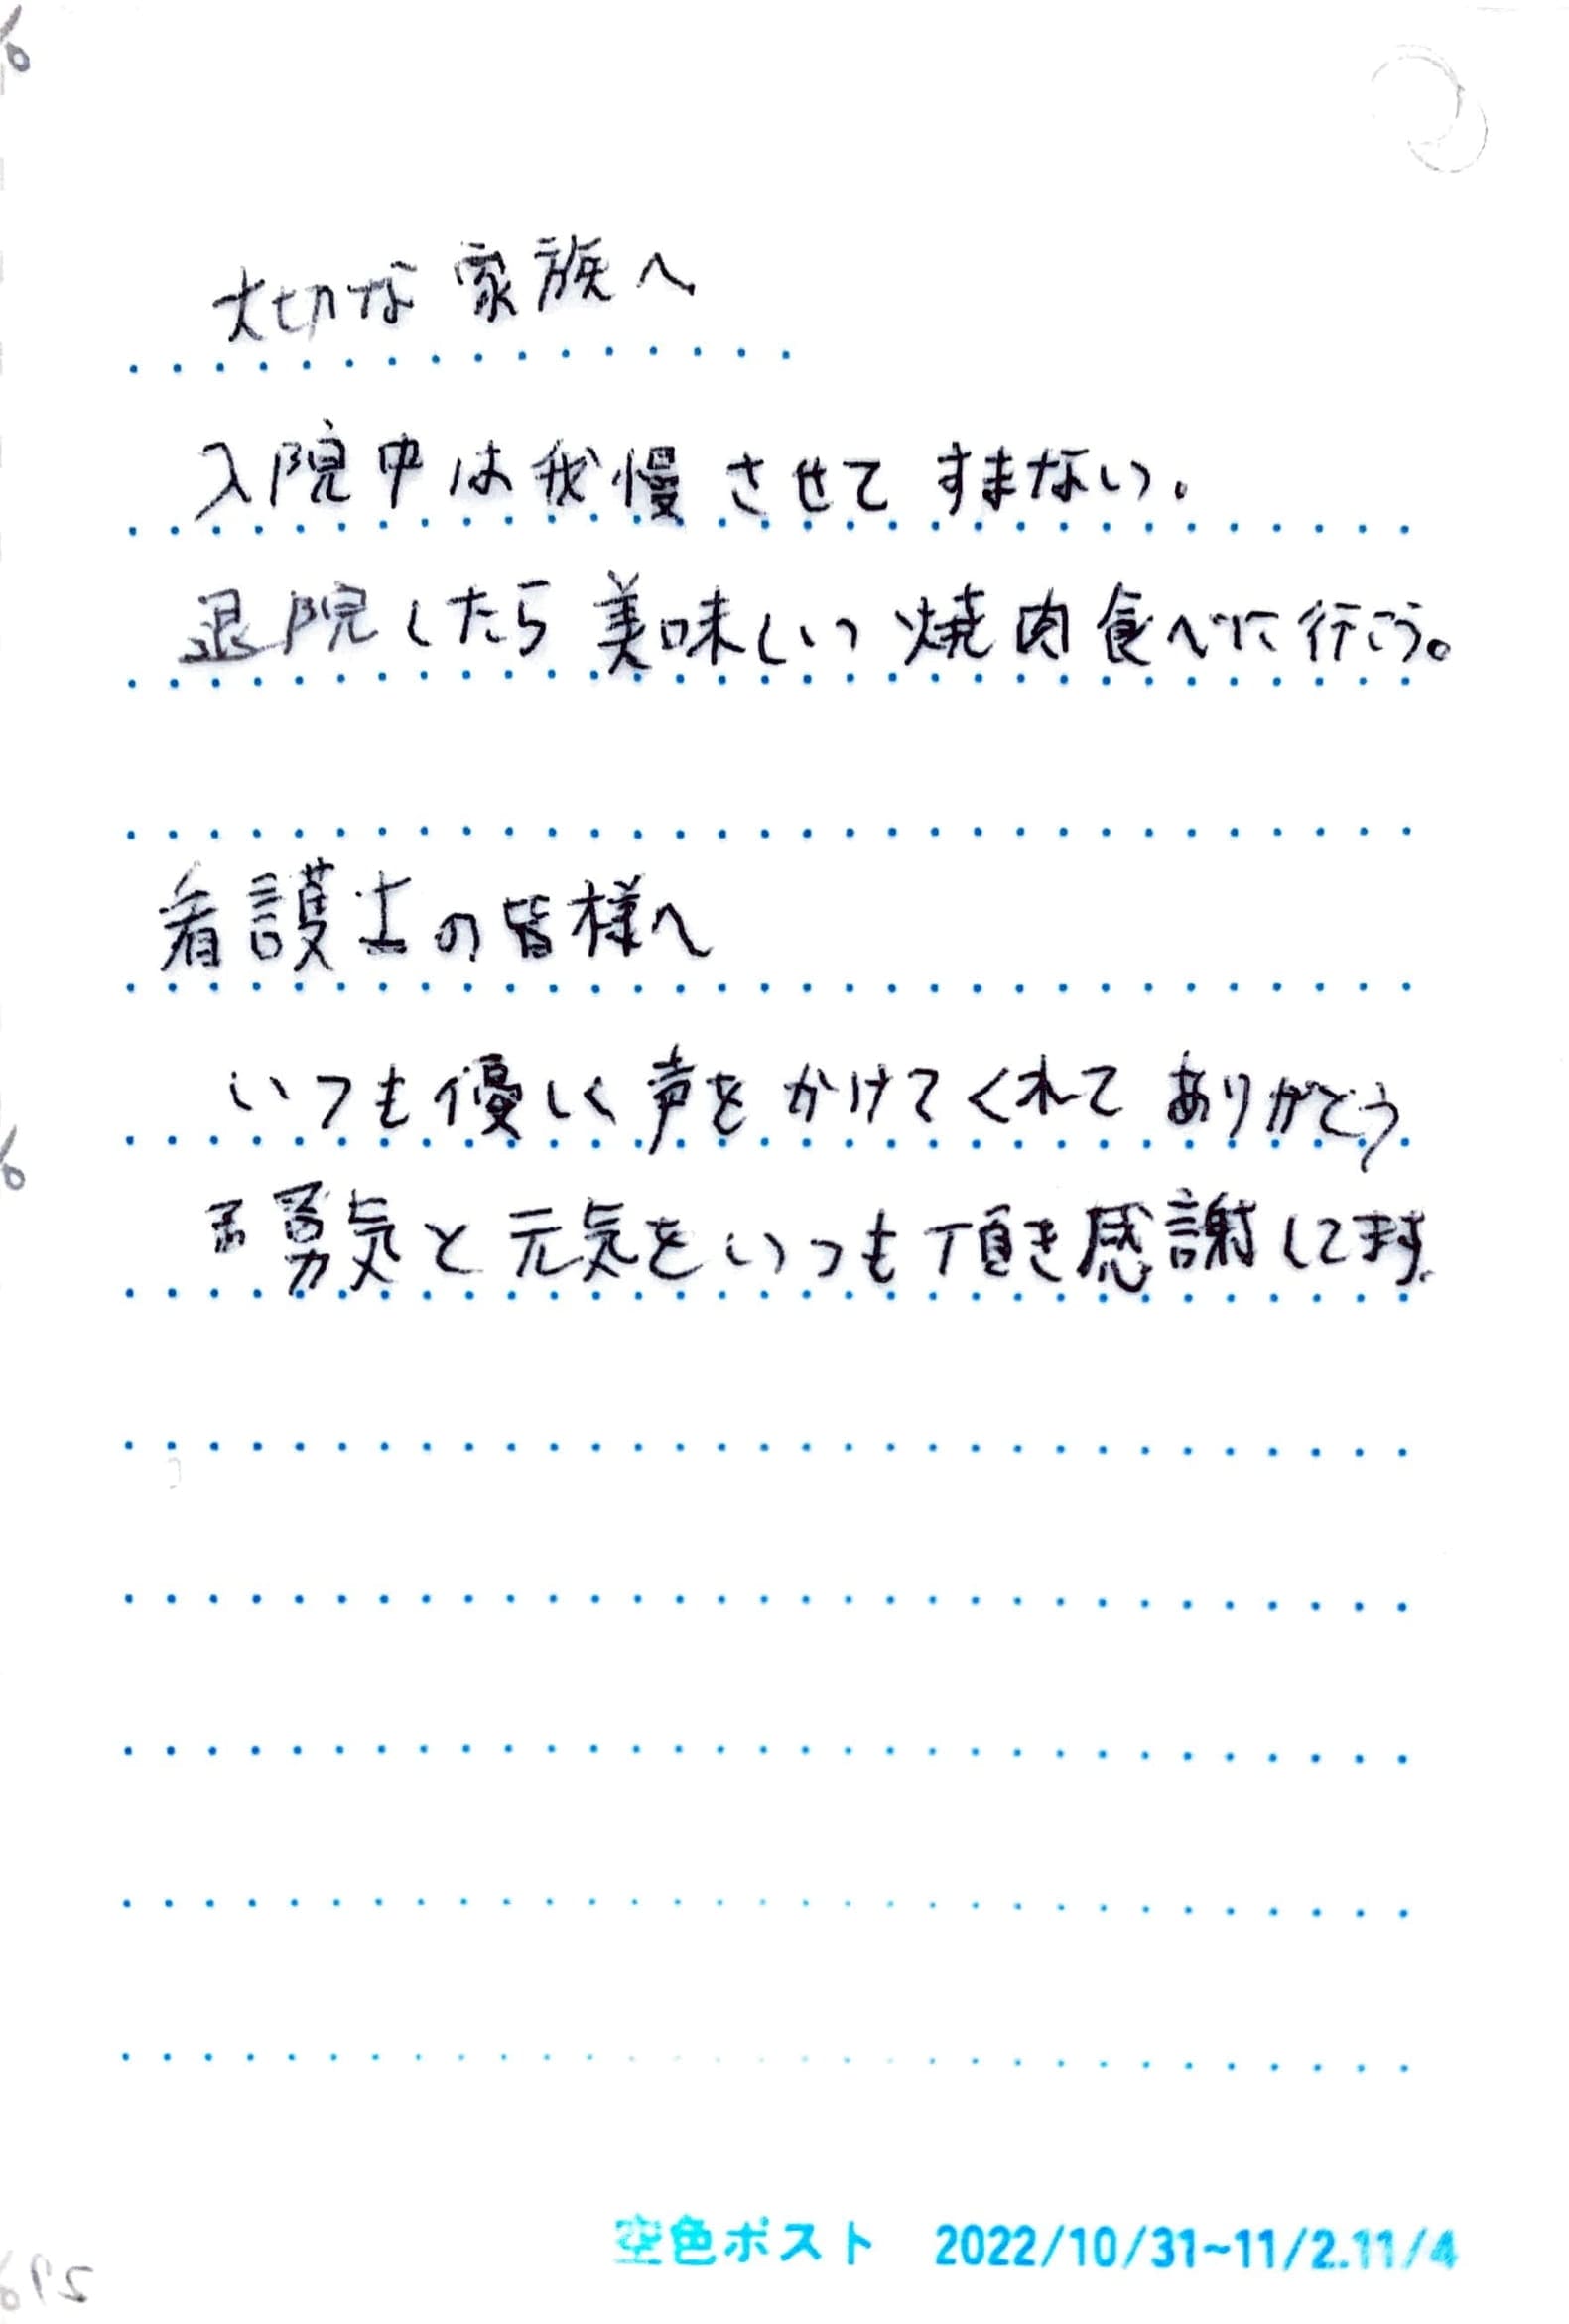 大切な家族へ
入院中は我慢させてすまない。
退院したら美味しい焼肉食べに行こう。
看護士の皆様へ
いつも優しく声をかけてくれてありがとう
勇気と元気をいつも頂き感謝してます。
空色ポスト 2022/10/31~11/2.11/4